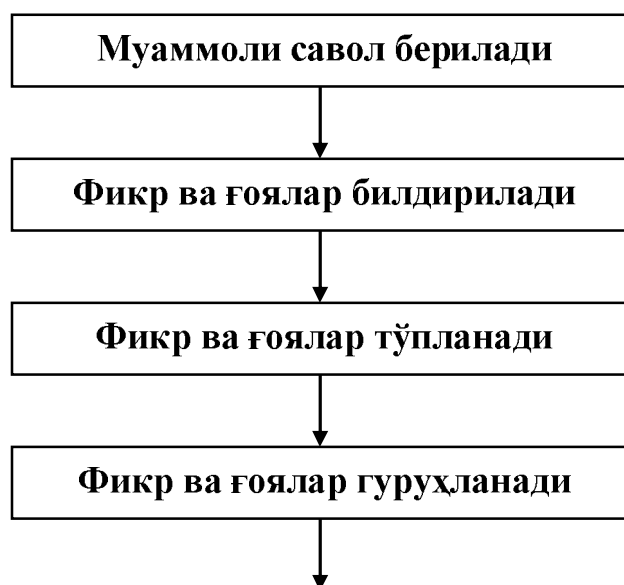 Муаммоли савол берилади
Фикр ва ғоялар билдирилади
Фикр ва ғоялар тўпланади
Фикр ва ғоялар гуруҳланади